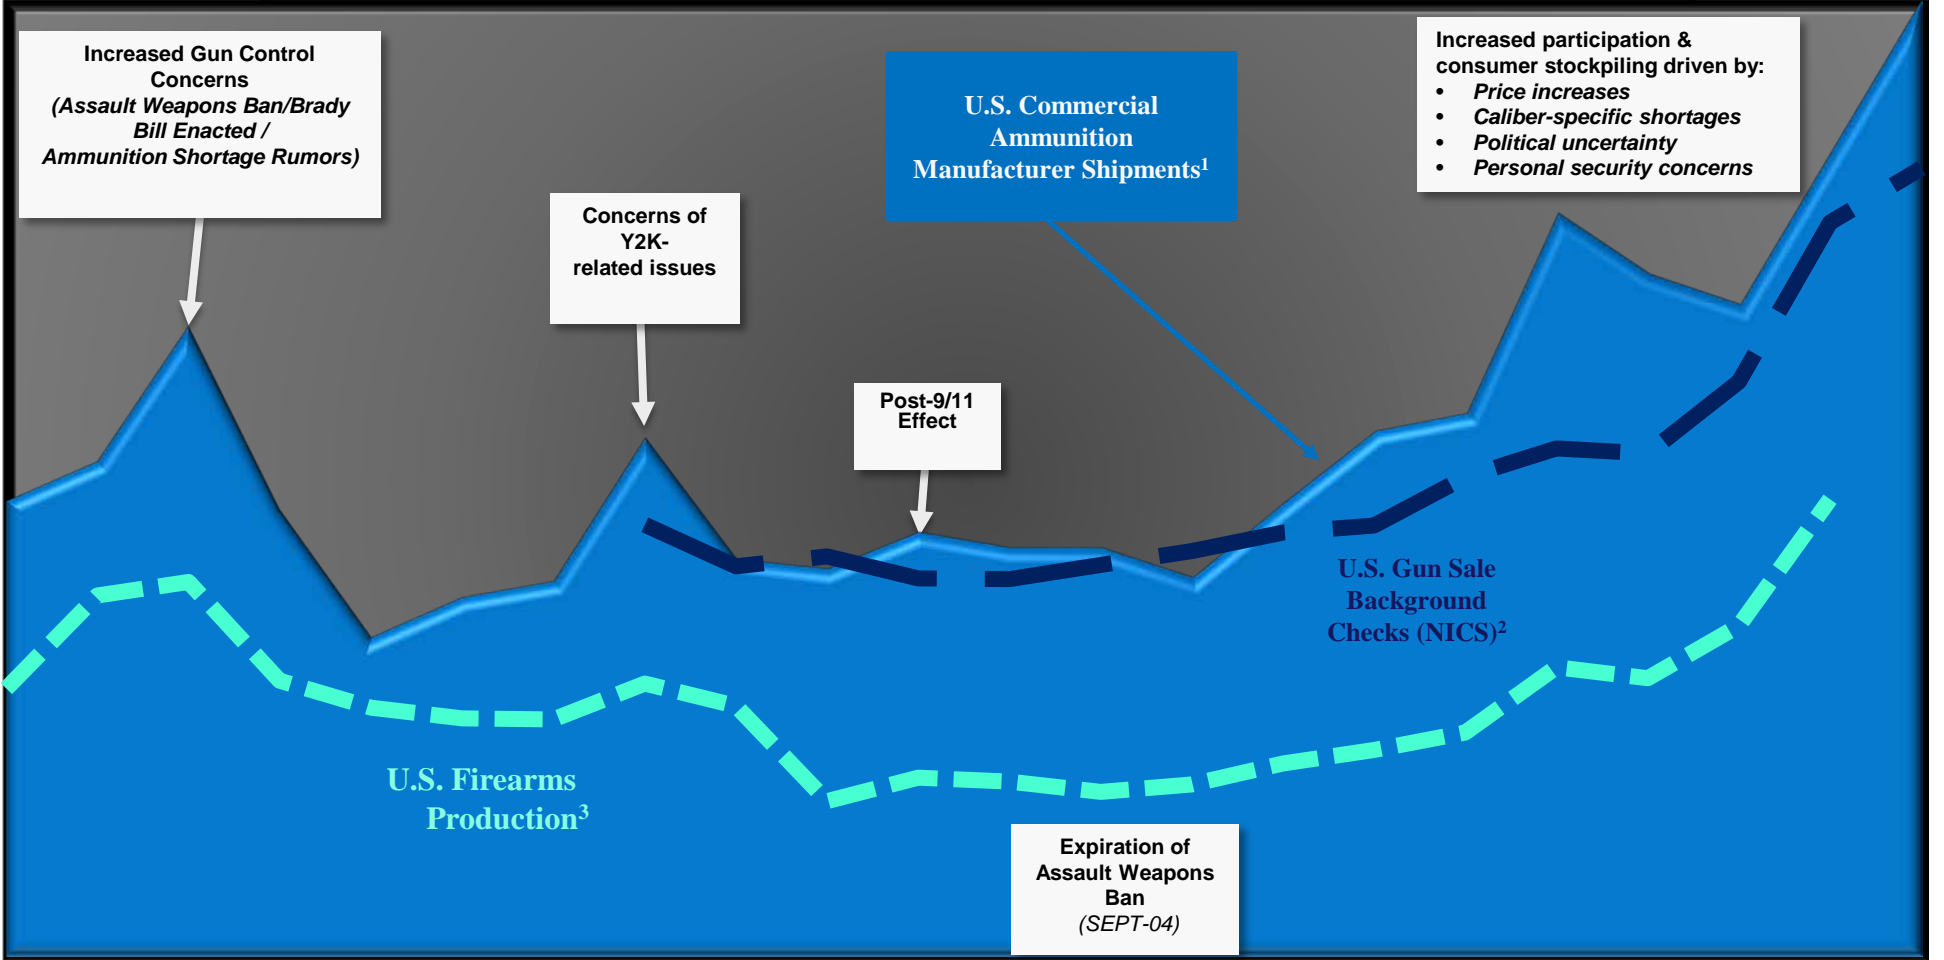 Increased Gun Control
Concerns
(Assault Weapons Ban/Brady
Bill Enacted /
Ammunition Shortage Rumors)
Concerns of
Y2K-
related issues
Post-9/11
Effect
U.S. Commercial
Ammunition
Manufacturer Shipments¹
Increased participation &
consumer stockpiling driven by:
• Price increases
• Caliber-specific shortages
• Political uncertainty
• Personal security concerns
U.S. Gun Sale
Background
Checks (NICS)²
U.S. Firearms
Production³
Expiration of
Assault Weapons
Ban
(SEPT-04)